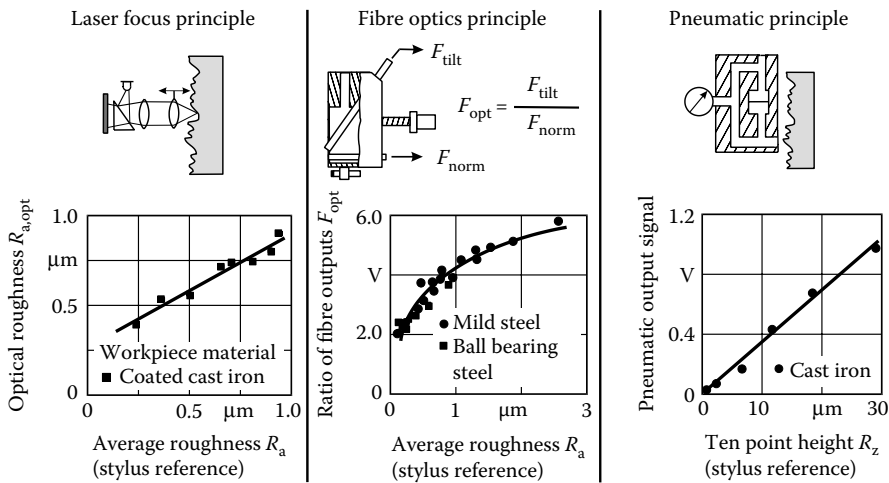 Laser focus principle
Optical roughness R_a,opt
1.0
μm
0.5
0
Workpiece material
Coated cast iron
0
0.5
μm
1.0
Average roughness R_a
(stylus reference)
Fibre optics principle
F_tilt
F_opt = F_tilt / F_norm
F_norm
Ratio of fibre outputs F_opt
6.0
V
2.0
0
Mild steel
Ball bearing
steel
0
1
μm
3
Average roughness R_a
(stylus reference)
Pneumatic principle
Pneumatic output signal
1.2
V
0.4
0
Cast iron
0
10
μm
30
Ten point height R_z
(stylus reference)